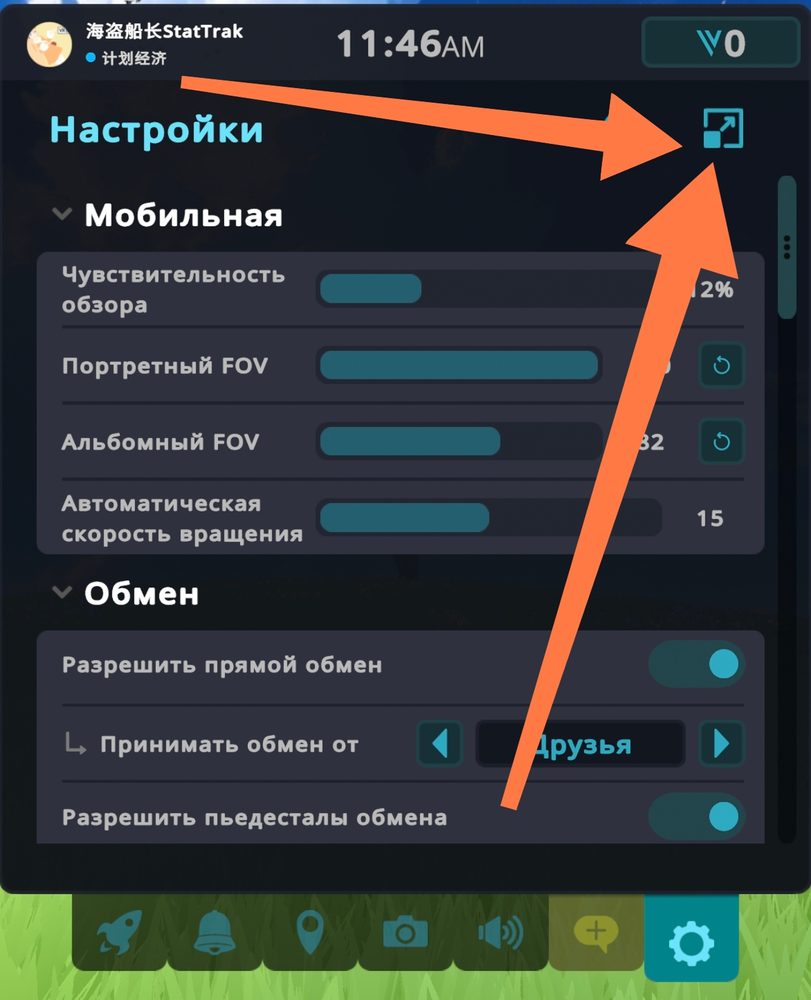 海盗船长StatTrak
计划经济
11:46AM
0
Настройки
Мобильная
Чувствительность
обзора
12%
Портретный FOV
Альбомный FOV
Автоматическая
скорость вращения
15
Обмен
Разрешить прямой обмен
Принимать обмен от
Друзья
Разрешить пьедесталы обмена